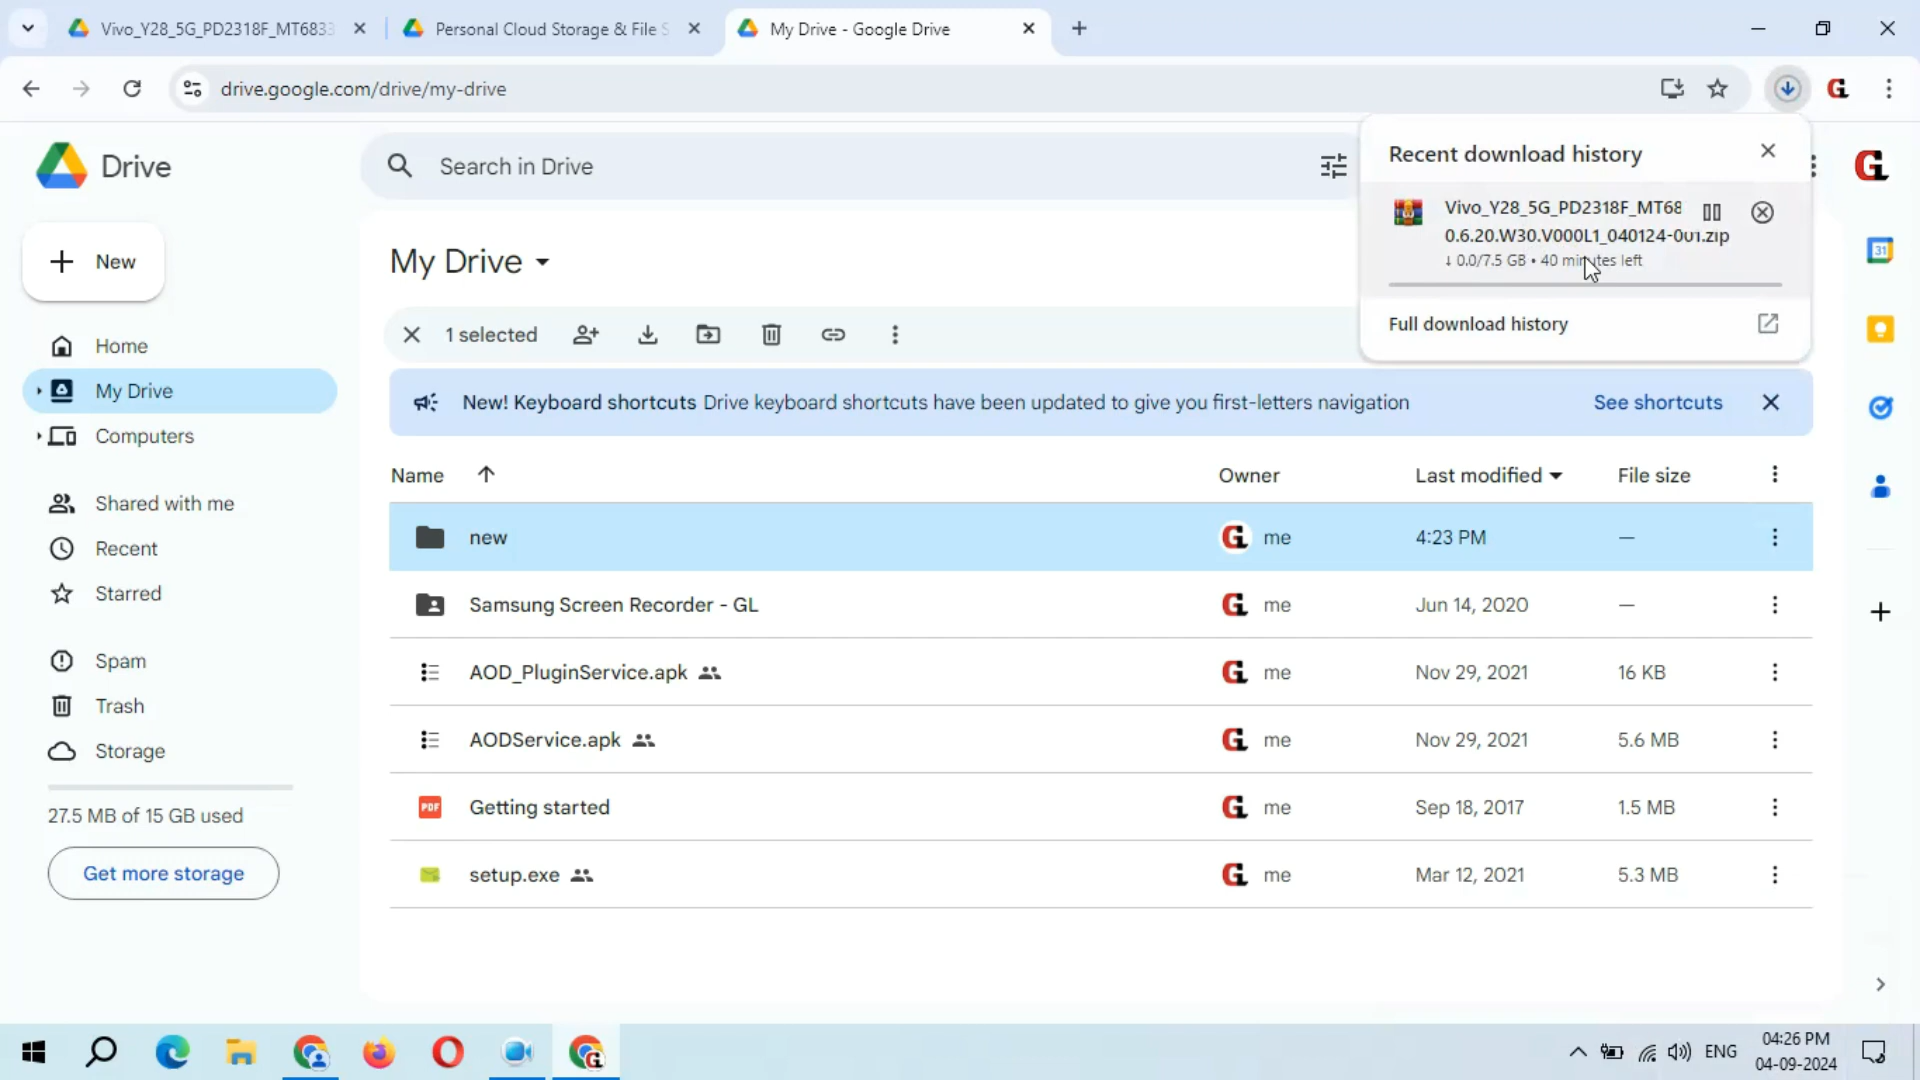 Vivo_Y28_5G_PD2318F_MT6833
Personal Cloud Storage & File S
My Drive - Google Drive
drive.google.com/drive/my-drive
Drive
Search in Drive
Recent download history
Vivo_Y28_5G_PD2318F_MT68
0.6.20.W30.V000L1_040124-001.zip
↓ 0.0/7.5 GB • 40 minutes left
Full download history
New
My Drive
1 selected
Home
My Drive
Computers
Shared with me
Recent
Starred
Spam
Trash
Storage
27.5 MB of 15 GB used
Get more storage
New! Keyboard shortcuts Drive keyboard shortcuts have been updated to give you first-letters navigation
See shortcuts
Name Owner Last modified File size
new me 4:23 PM —
Samsung Screen Recorder - GL me Jun 14, 2020 —
AOD_PluginService.apk me Nov 29, 2021 16 KB
AODService.apk me Nov 29, 2021 5.6 MB
PDF Getting started me Sep 18, 2017 1.5 MB
setup.exe me Mar 12, 2021 5.3 MB
31
ENG
04:26 PM
04-09-2024